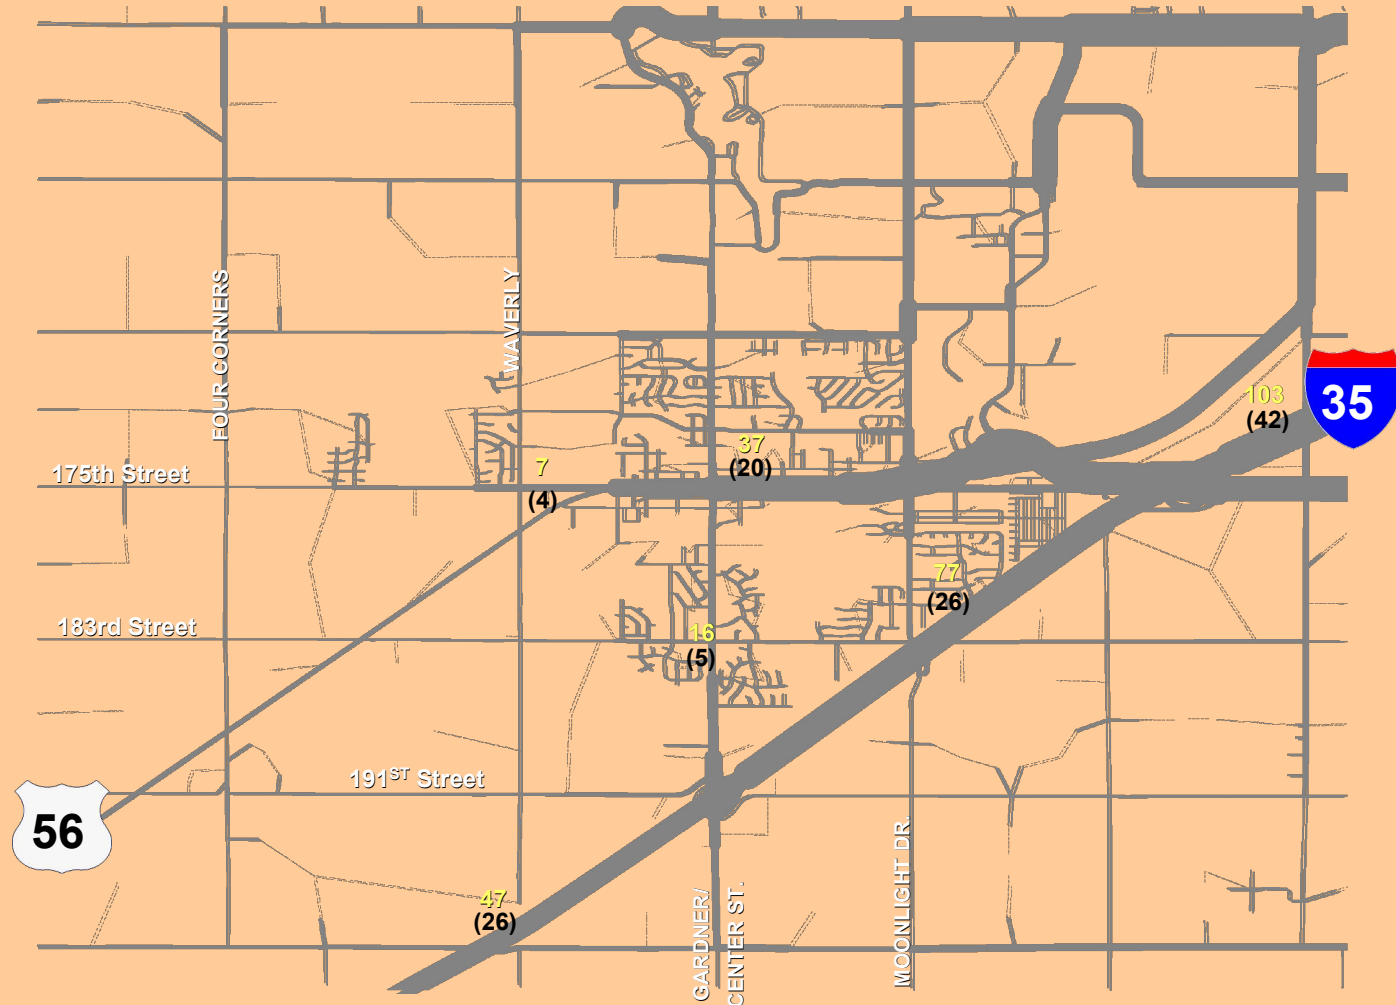 FOUR CORNERS
WAVERLY
103
(42)
35
37
(20)
7
(4)
175th Street
77
(26)
183rd Street
16
(5)
191ST Street
56
47
(26)
GARDNER/
CENTER ST.
MOONLIGHT DR.